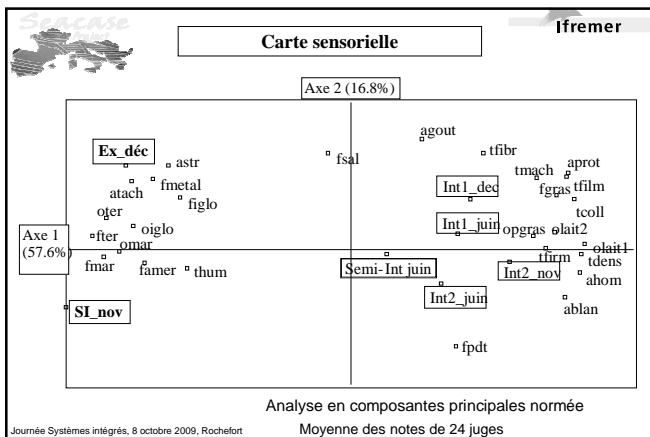 Seacase
Ifremer
Carte sensorielle
Axe 2 (16.8%)
agout
Ex_déc
astr
fsal
tfibr
aprot
tmach
fmetal
atach
figlo
Int1_dec
fgras
tfilm
tcoll
oter
oiglo
Int1_juin
opgras
olait2
Axe 1
(57.6%)
fter
omar
olait1
fmar
famer
thum
Semi-Int juin
tfirm
tdens
Int2_nov
ahom
Int2_juin
ablan
SI_nov
fpdt
Analyse en composantes principales normée
Journée Systèmes intégrés, 8 octobre 2009, Rochefort
Moyenne des notes de 24 juges